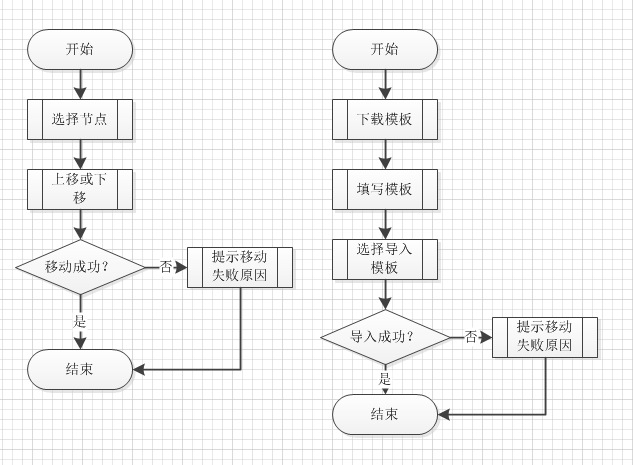 开始
选择节点
上移或下
移
移动成功?
否
提示移动
失败原因
是
结束
开始
下载模板
填写模板
选择导入
模板
导入成功?
否
提示移动
失败原因
是
结束